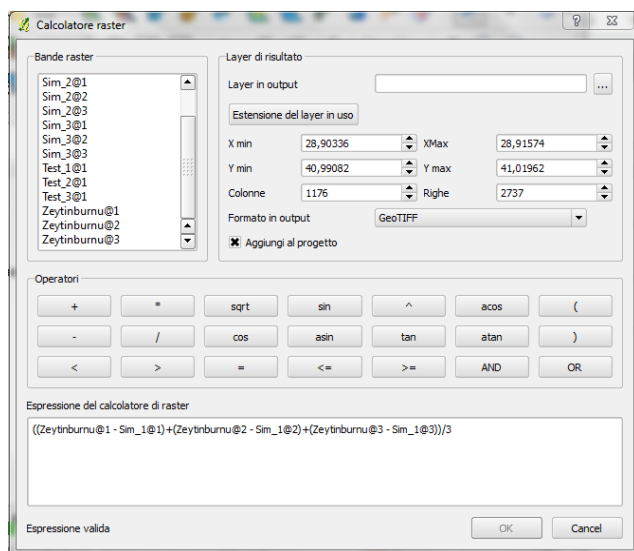 Calcolatore raster
Bande raster
Sim_2@1
Sim_2@2
Sim_2@3
Sim_3@1
Sim_3@2
Sim_3@3
Test_1@1
Test_2@1
Test_3@1
Zeytinburnu@1
Zeytinburnu@2
Zeytinburnu@3
Layer di risultato
Layer in output ...
Estensione del layer in uso
X min 28,90336 XMax 28,91574
Y min 40,99082 Y max 41,01962
Colonne 1176 Righe 2737
Formato in output GeoTIFF
Aggiungi al progetto
Operatori
+ * sqrt sin ^ acos (
- / cos asin tan atan )
< > = <= >= AND OR
Espressione del calcolatore di raster
((Zeytinburnu@1 - Sim_1@1)+(Zeytinburnu@2 - Sim_1@2)+(Zeytinburnu@3 - Sim_1@3))/3
Espressione valida
OK Cancel